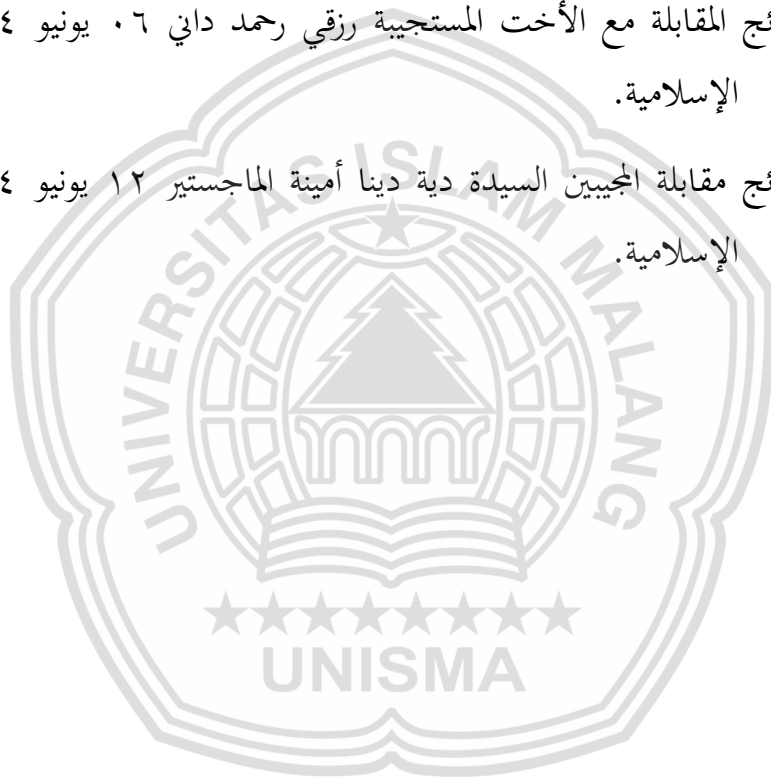 ئج المقابلة مع الأخت المستجيبة رزقي رحمد داني ٠٦ يونيو ٤
الإسلامية.
ئج مقابلة المجيبين السيدة دية دينا أمينة الماجستير ١٢ يونيو ٤
الإسلامية.
UNIVERSITAS ISLAM MALANG
UNISMA